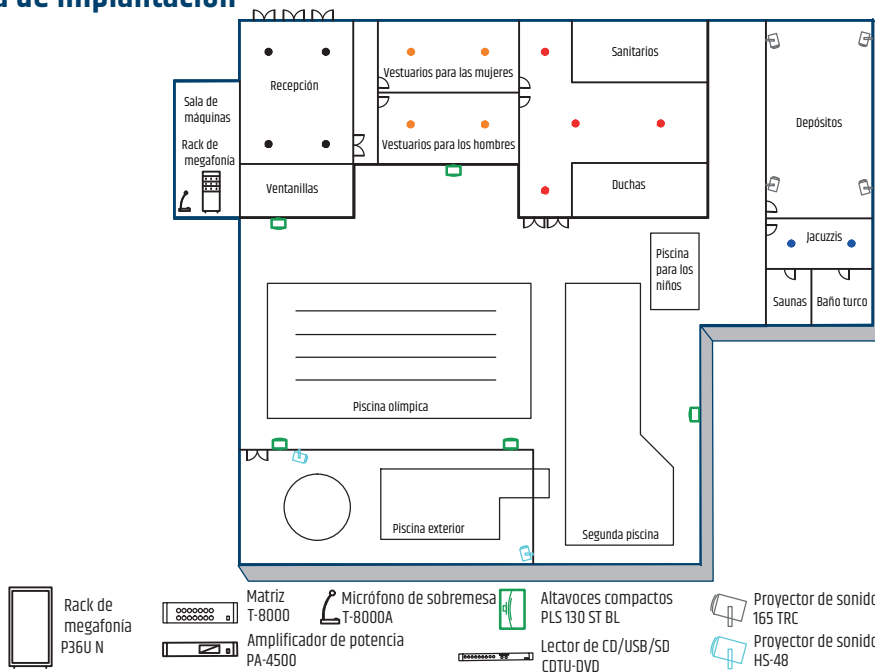 de implantación
Recepción
Vestuarios para las mujeres
Sanitarios
Sala de
máquinas
Rack de
megafonía
Vestuarios para los hombres
Depósitos
Ventanillas
Duchas
Jacuzzis
Piscina
para los
niños
Saunas
Baño turco
Piscina olímpica
Piscina exterior
Segunda piscina
Rack de
megafonía
P36U N
Matriz
T-8000
Amplificador de potencia
PA-4500
Micrófono de sobremesa
T-8000A
Altavoces compactos
PLS 130 ST BL
Lector de CD/USB/SD
CDTU-DVD
Proyector de sonido
165 TRC
Proyector de sonido
HS-48